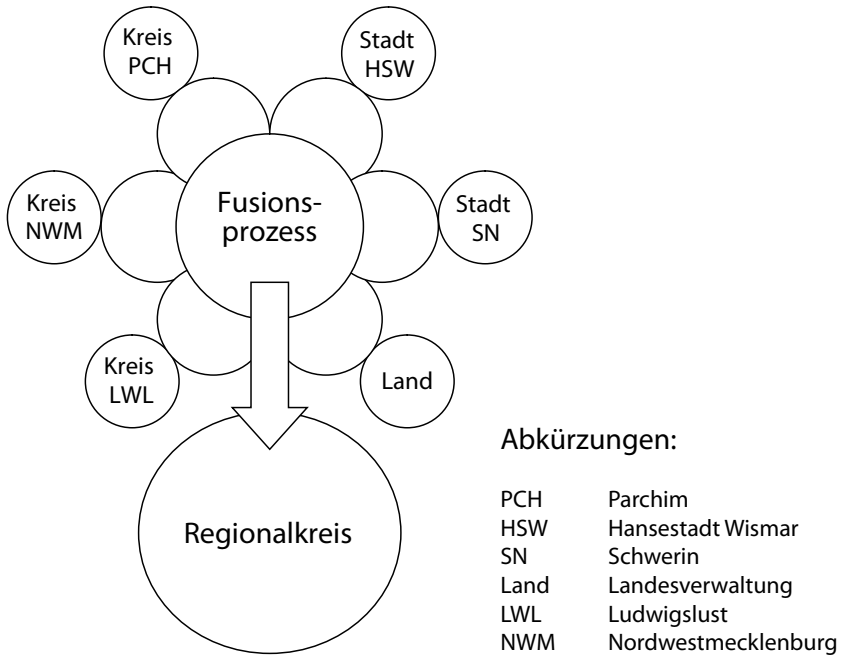 Kreis
PCH
Stadt
HSW
Kreis
NWM
Fusions-
prozess
Stadt
SN
Kreis
LWL
Land
Regionalkreis
Abkürzungen:
PCH Parchim
HSW Hansestadt Wismar
SN Schwerin
Land Landesverwaltung
LWL Ludwigslust
NWM Nordwestmecklenburg